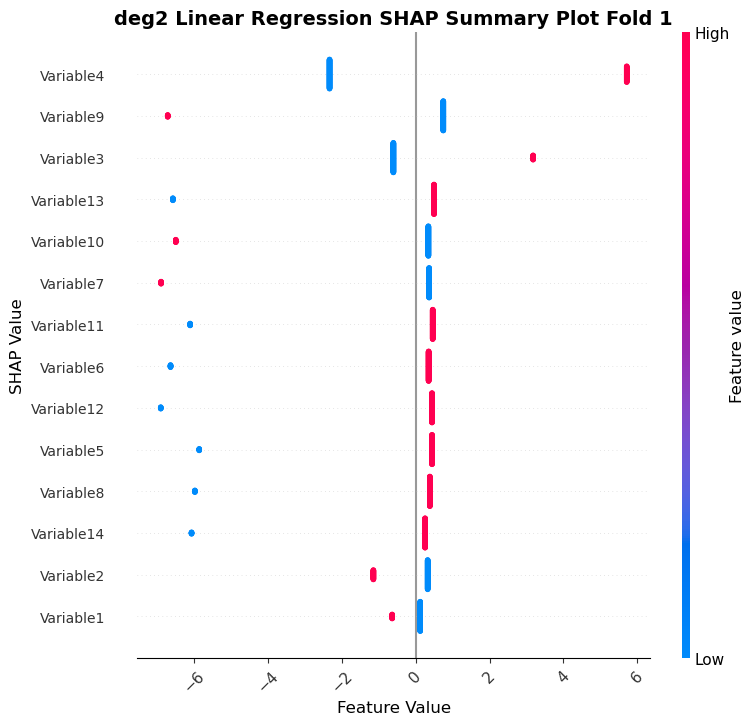 deg2 Linear Regression SHAP Summary Plot Fold 1
High
Variable4
Variable9
Variable3
Variable13
Variable10
Variable7
Variable11
Variable6
Variable12
Variable5
Variable8
Variable14
Variable2
Variable1
SHAP Value
Feature value
Low
−6 −4 −2 0 2 4 6
Feature Value